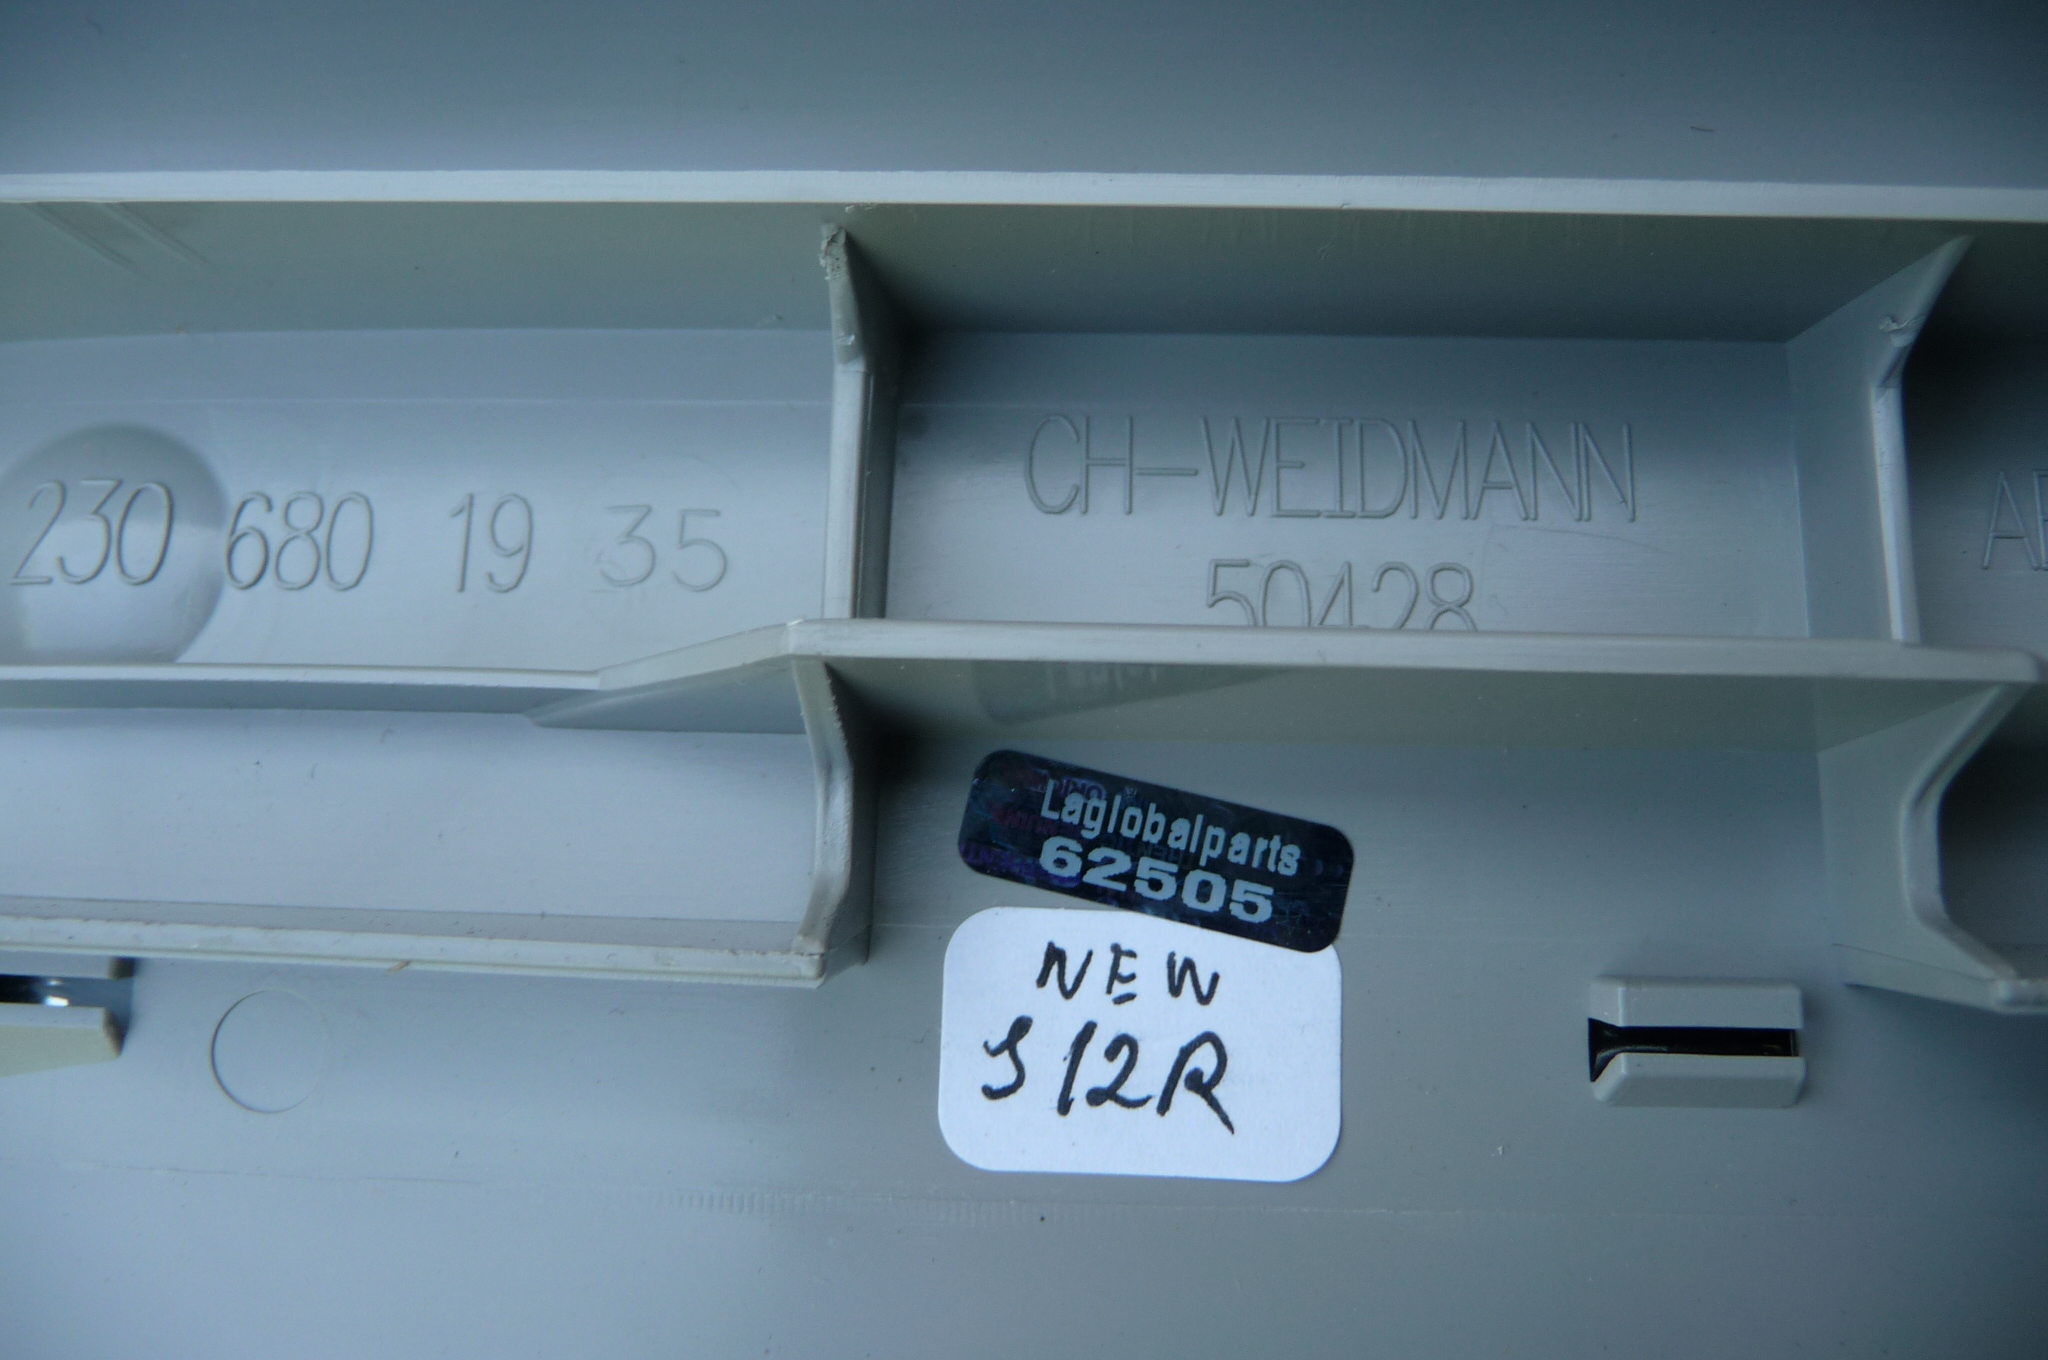 230 680 19 35
CH-WEIDMANN
50428
Laglobalparts
62505
NEW
S12R